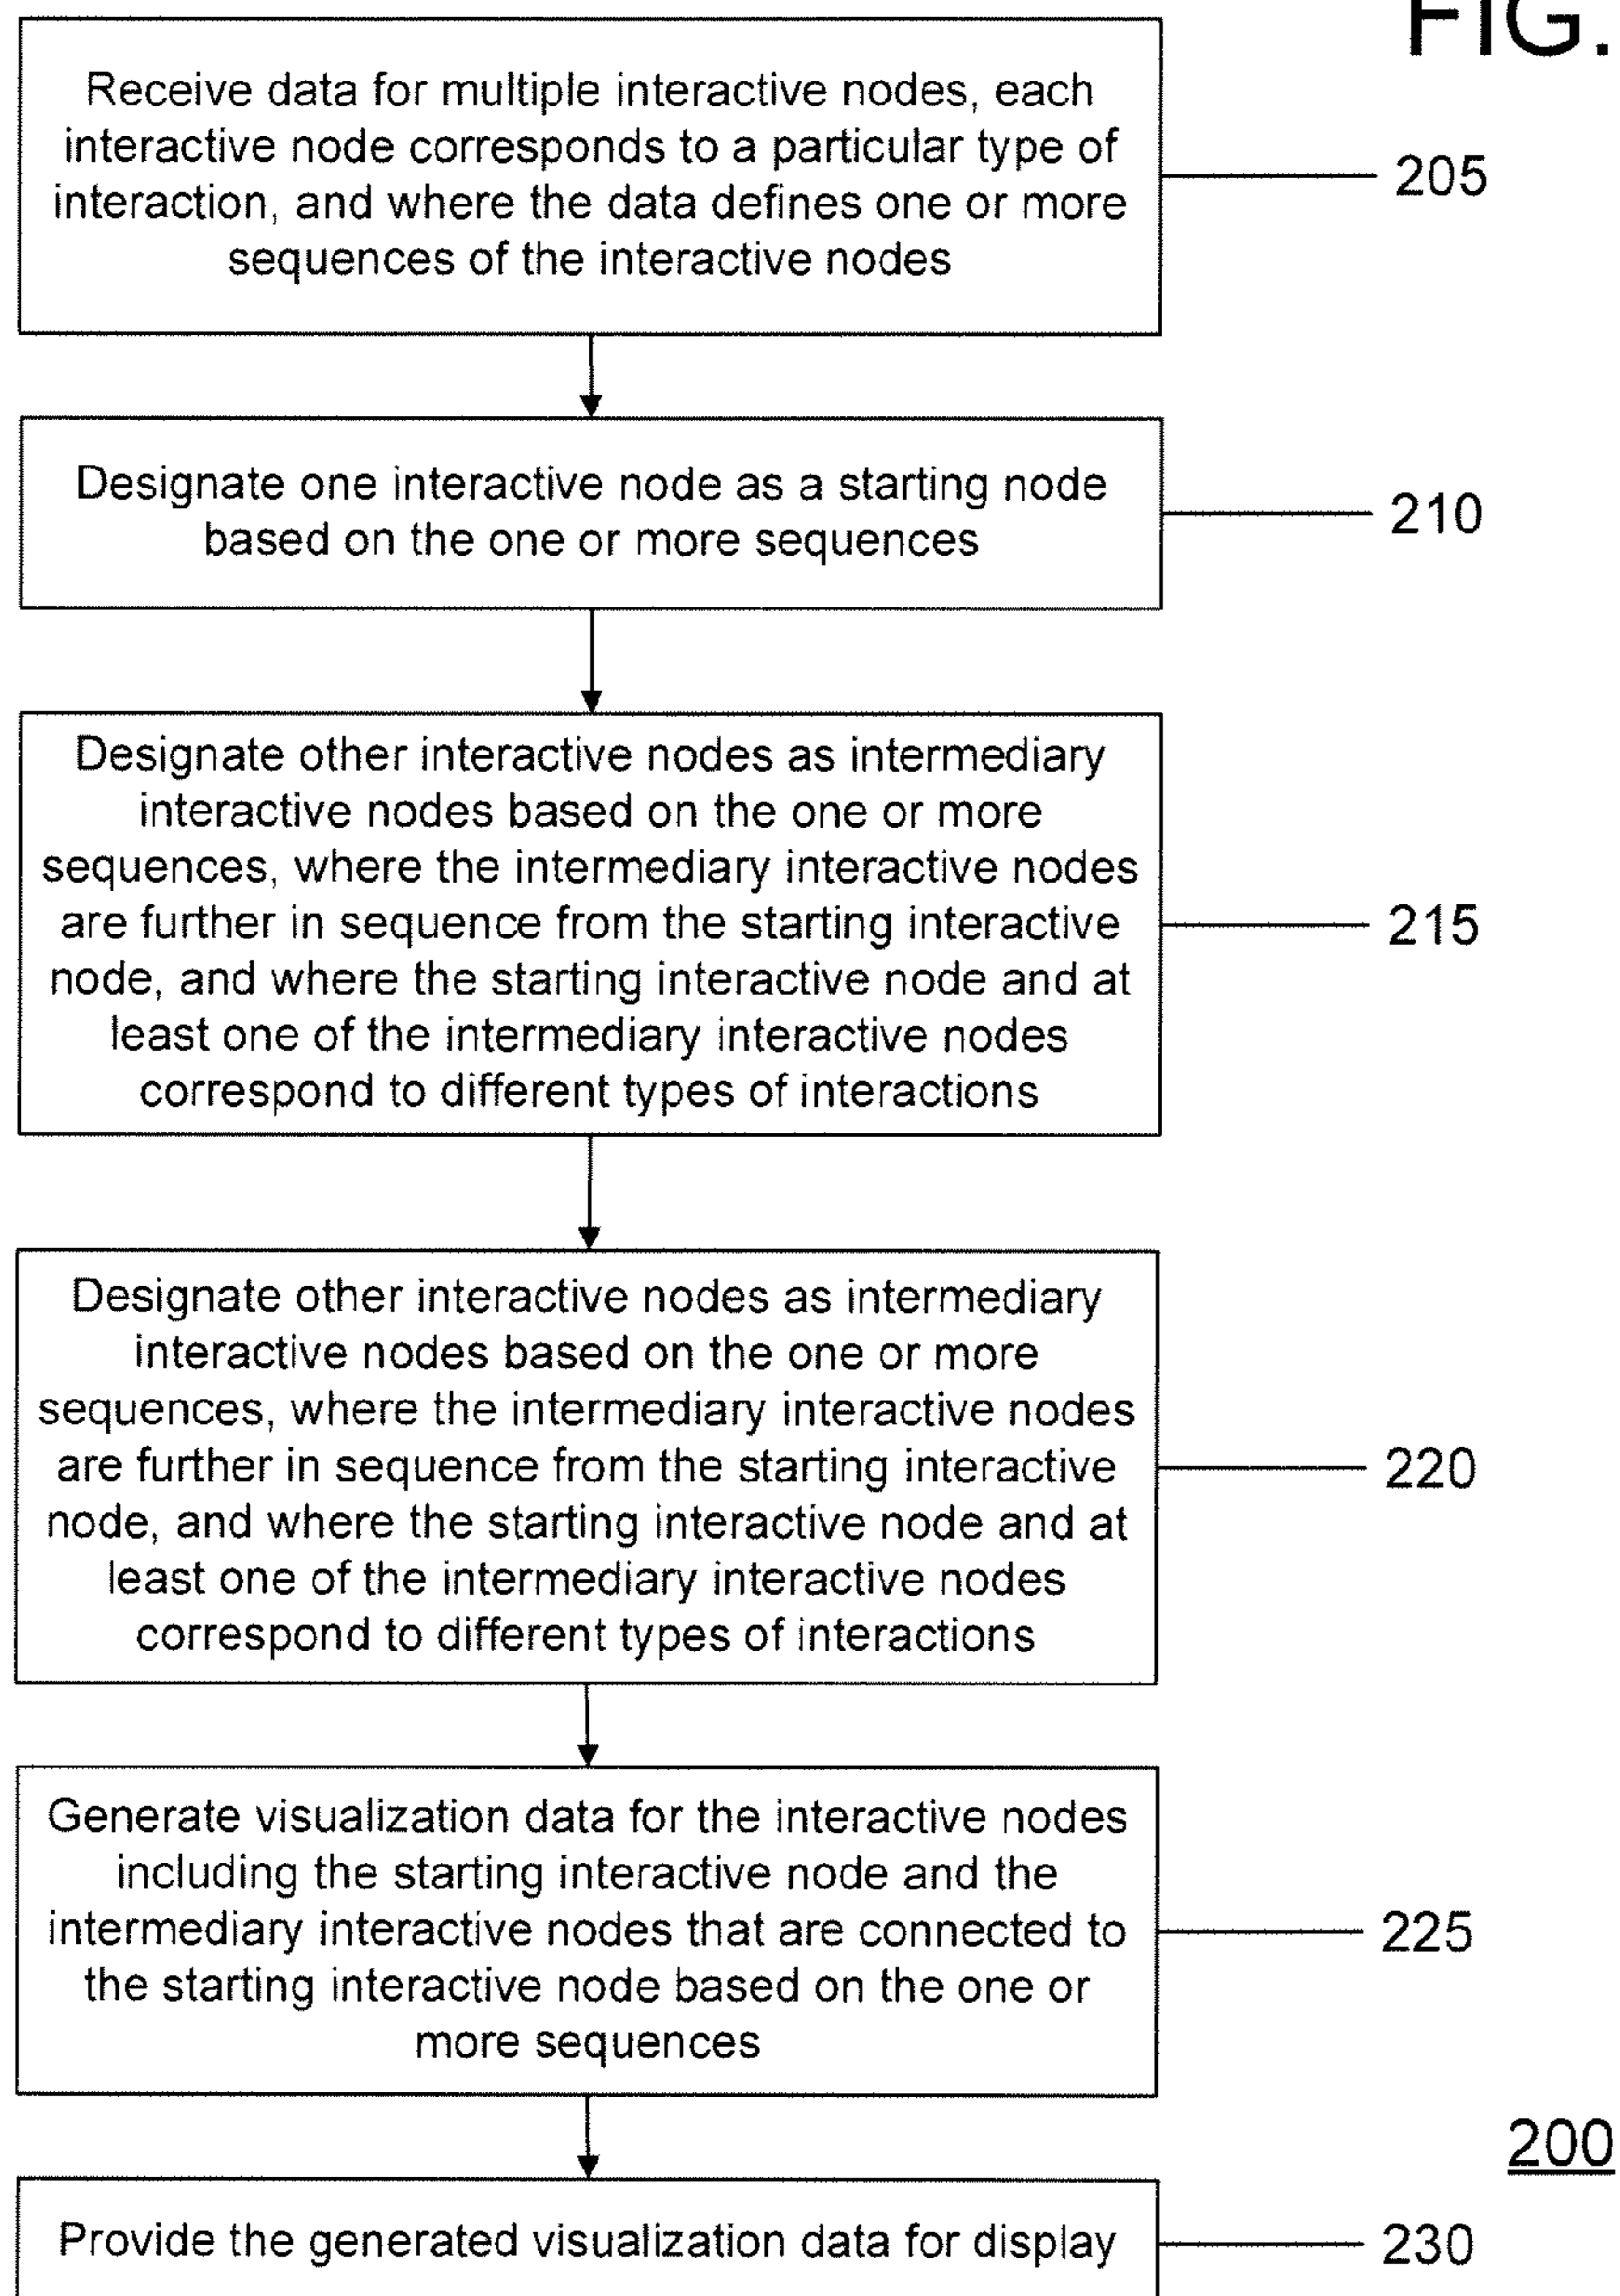 FIG.
Receive data for multiple interactive nodes, each
interactive node corresponds to a particular type of
interaction, and where the data defines one or more
sequences of the interactive nodes
205
Designate one interactive node as a starting node
based on the one or more sequences
210
Designate other interactive nodes as intermediary
interactive nodes based on the one or more
sequences, where the intermediary interactive nodes
are further in sequence from the starting interactive
node, and where the starting interactive node and at
least one of the intermediary interactive nodes
correspond to different types of interactions
215
Designate other interactive nodes as intermediary
interactive nodes based on the one or more
sequences, where the intermediary interactive nodes
are further in sequence from the starting interactive
node, and where the starting interactive node and at
least one of the intermediary interactive nodes
correspond to different types of interactions
220
Generate visualization data for the interactive nodes
including the starting interactive node and the
intermediary interactive nodes that are connected to
the starting interactive node based on the one or
more sequences
225
200
Provide the generated visualization data for display
230